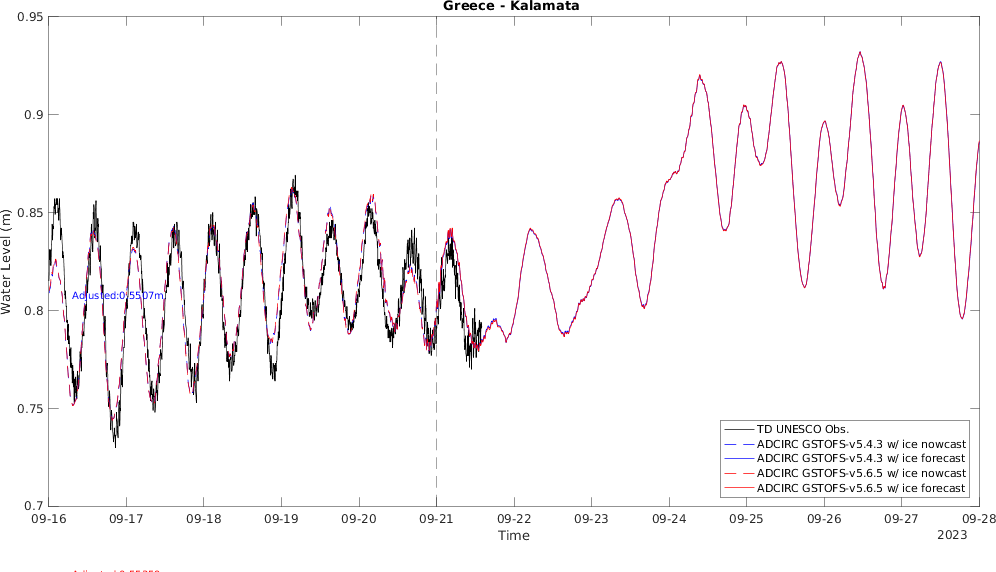 Greece - Kalamata
0.95
0.9
0.85
0.8
0.75
0.7
Water Level (m)
Adjusted:0.5507m
TD UNESCO Obs.
ADCIRC GSTOFS-v5.4.3 w/ ice nowcast
ADCIRC GSTOFS-v5.4.3 w/ ice forecast
ADCIRC GSTOFS-v5.6.5 w/ ice nowcast
ADCIRC GSTOFS-v5.6.5 w/ ice forecast
09-16 09-17 09-18 09-19 09-20 09-21 09-22 09-23 09-24 09-25 09-26 09-27 09-28
Time
2023